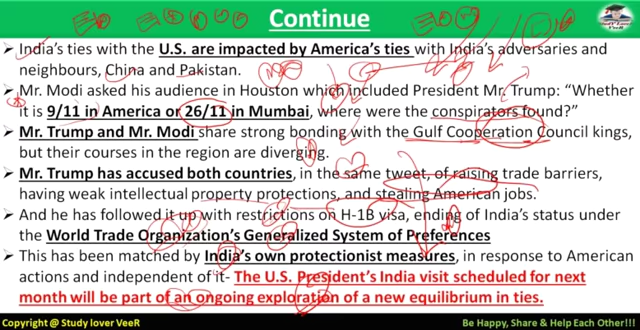 Continue
➢ India's ties with the U.S. are impacted by America's ties with India's adversaries and
neighbours, China and Pakistan.
➢ Mr. Modi asked his audience in Houston which included President Mr. Trump: “Whether
it is 9/11 in America or 26/11 in Mumbai, where were the conspirators found?”
➢ Mr. Trump and Mr. Modi share strong bonding with the Gulf Cooperation Council kings,
but their courses in the region are diverging.
➢ Mr. Trump has accused both countries, in the same tweet, of raising trade barriers,
having weak intellectual property protections, and stealing American jobs.
➢ And he has followed it up with restrictions on H-1B visa, ending of India's status under
the World Trade Organization's Generalized System of Preferences
➢ This has been matched by India's own protectionist measures, in response to American
actions and independent of it- The U.S. President's India visit scheduled for next
month will be part of an ongoing exploration of a new equilibrium in ties.
Copyright @ Study lover VeeR
Be Happy, Share & Help Each Other!!!